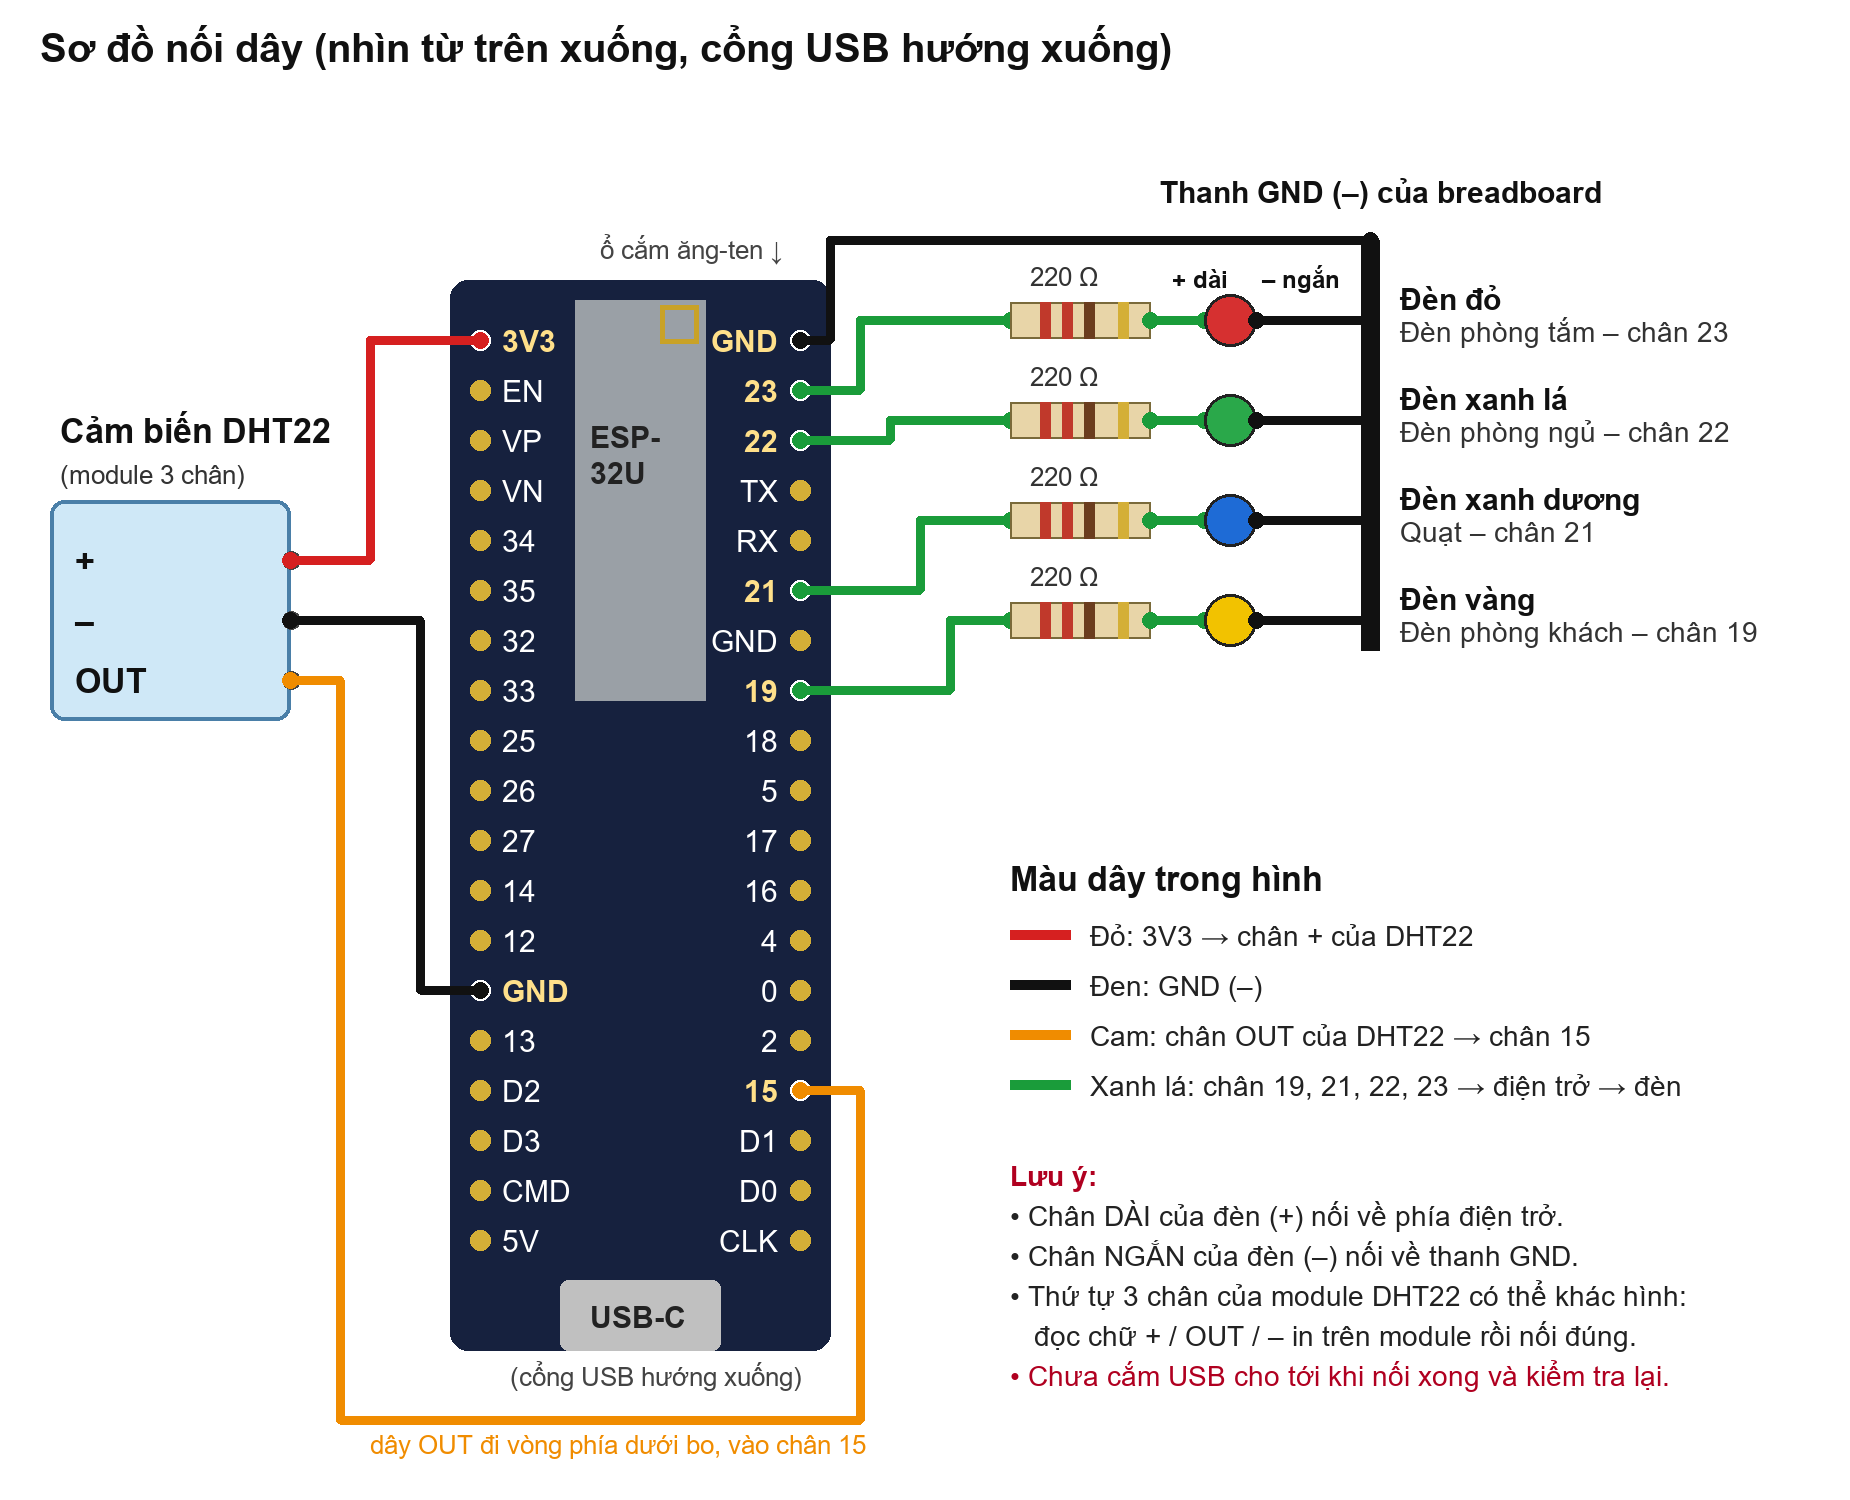 Sơ đồ nối dây (nhìn từ trên xuống, cổng USB hướng xuống)
Thanh GND (–) của breadboard
ổ cắm ăng-ten ↓
220 Ω
+ dài
– ngắn
Đèn đỏ
Đèn phòng tắm – chân 23
220 Ω
Đèn xanh lá
Đèn phòng ngủ – chân 22
220 Ω
Đèn xanh dương
Quạt – chân 21
220 Ω
Đèn vàng
Đèn phòng khách – chân 19
Cảm biến DHT22
(module 3 chân)
+
–
OUT
ESP-
32U
3V3
EN
VP
VN
34
35
32
33
25
26
27
14
12
GND
13
D2
D3
CMD
5V
GND
23
22
TX
RX
21
GND
19
18
5
17
16
4
0
2
15
D1
D0
CLK
USB-C
(cổng USB hướng xuống)
dây OUT đi vòng phía dưới bo, vào chân 15
Màu dây trong hình
Đỏ: 3V3 → chân + của DHT22
Đen: GND (–)
Cam: chân OUT của DHT22 → chân 15
Xanh lá: chân 19, 21, 22, 23 → điện trở → đèn
Lưu ý:
• Chân DÀI của đèn (+) nối về phía điện trở.
• Chân NGẮN của đèn (–) nối về thanh GND.
• Thứ tự 3 chân của module DHT22 có thể khác hình:
đọc chữ + / OUT / – in trên module rồi nối đúng.
• Chưa cắm USB cho tới khi nối xong và kiểm tra lại.